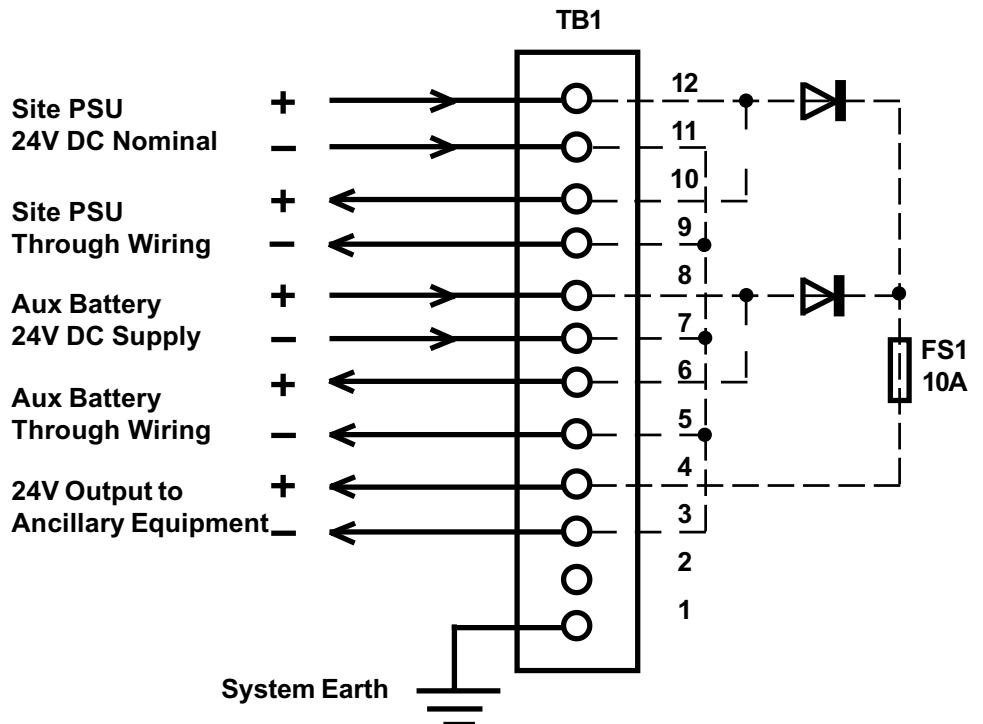 TB1
Site PSU
24V DC Nominal
+
–
Site PSU
Through Wiring
+
–
Aux Battery
24V DC Supply
+
–
Aux Battery
Through Wiring
+
–
24V Output to
Ancillary Equipment
+
–
12
11
10
9
8
7
6
5
4
3
2
1
FS1
10A
System Earth